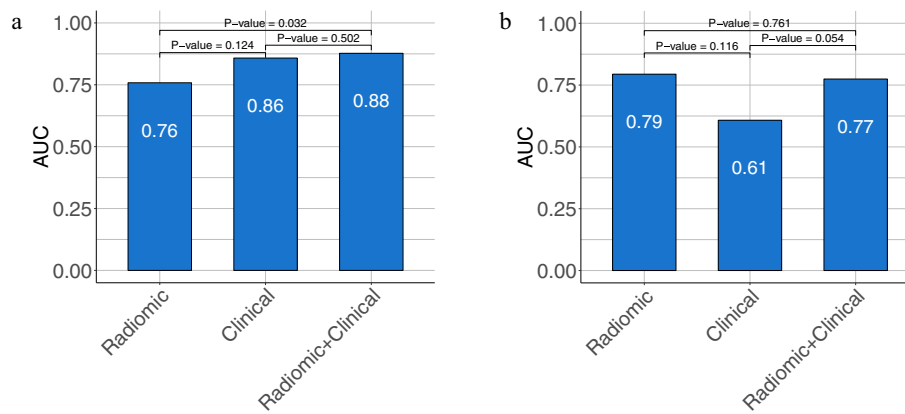 a
P−value = 0.032
P−value = 0.124
P−value = 0.502
1.00
0.75
0.50
0.25
0.00
AUC
0.76
0.86
0.88
Radiomic
Clinical
Radiomic+Clinical
b
P−value = 0.761
P−value = 0.116
P−value = 0.054
1.00
0.75
0.50
0.25
0.00
AUC
0.79
0.61
0.77
Radiomic
Clinical
Radiomic+Clinical